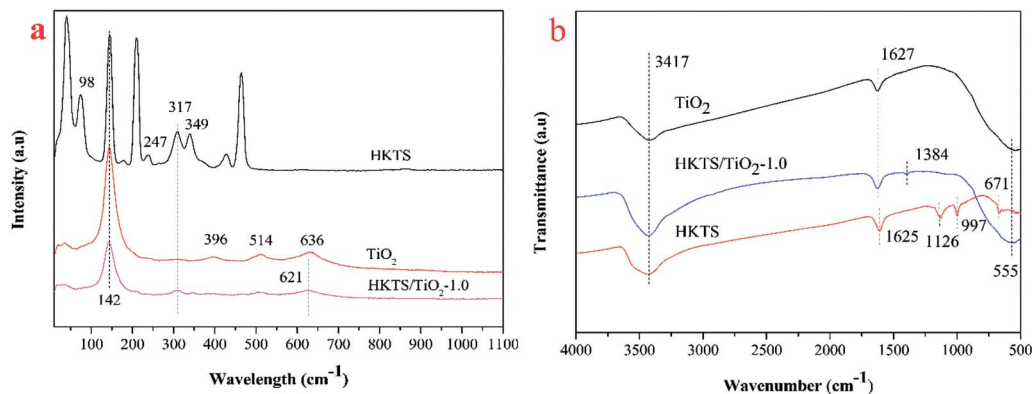 a
98
317
349
247
HKTS
TiO2
396
514
636
621
HKTS/TiO2-1.0
142
100 200 300 400 500 600 700 800 900 1000 1100
Wavelength (cm-1)
Intensity (a.u)
b
3417
1627
TiO2
HKTS/TiO2-1.0
1384
671
HKTS
1625
1126
997
555
4000 3500 3000 2500 2000 1500 1000 500
Wavenumber (cm-1)
Transmittance (a.u)